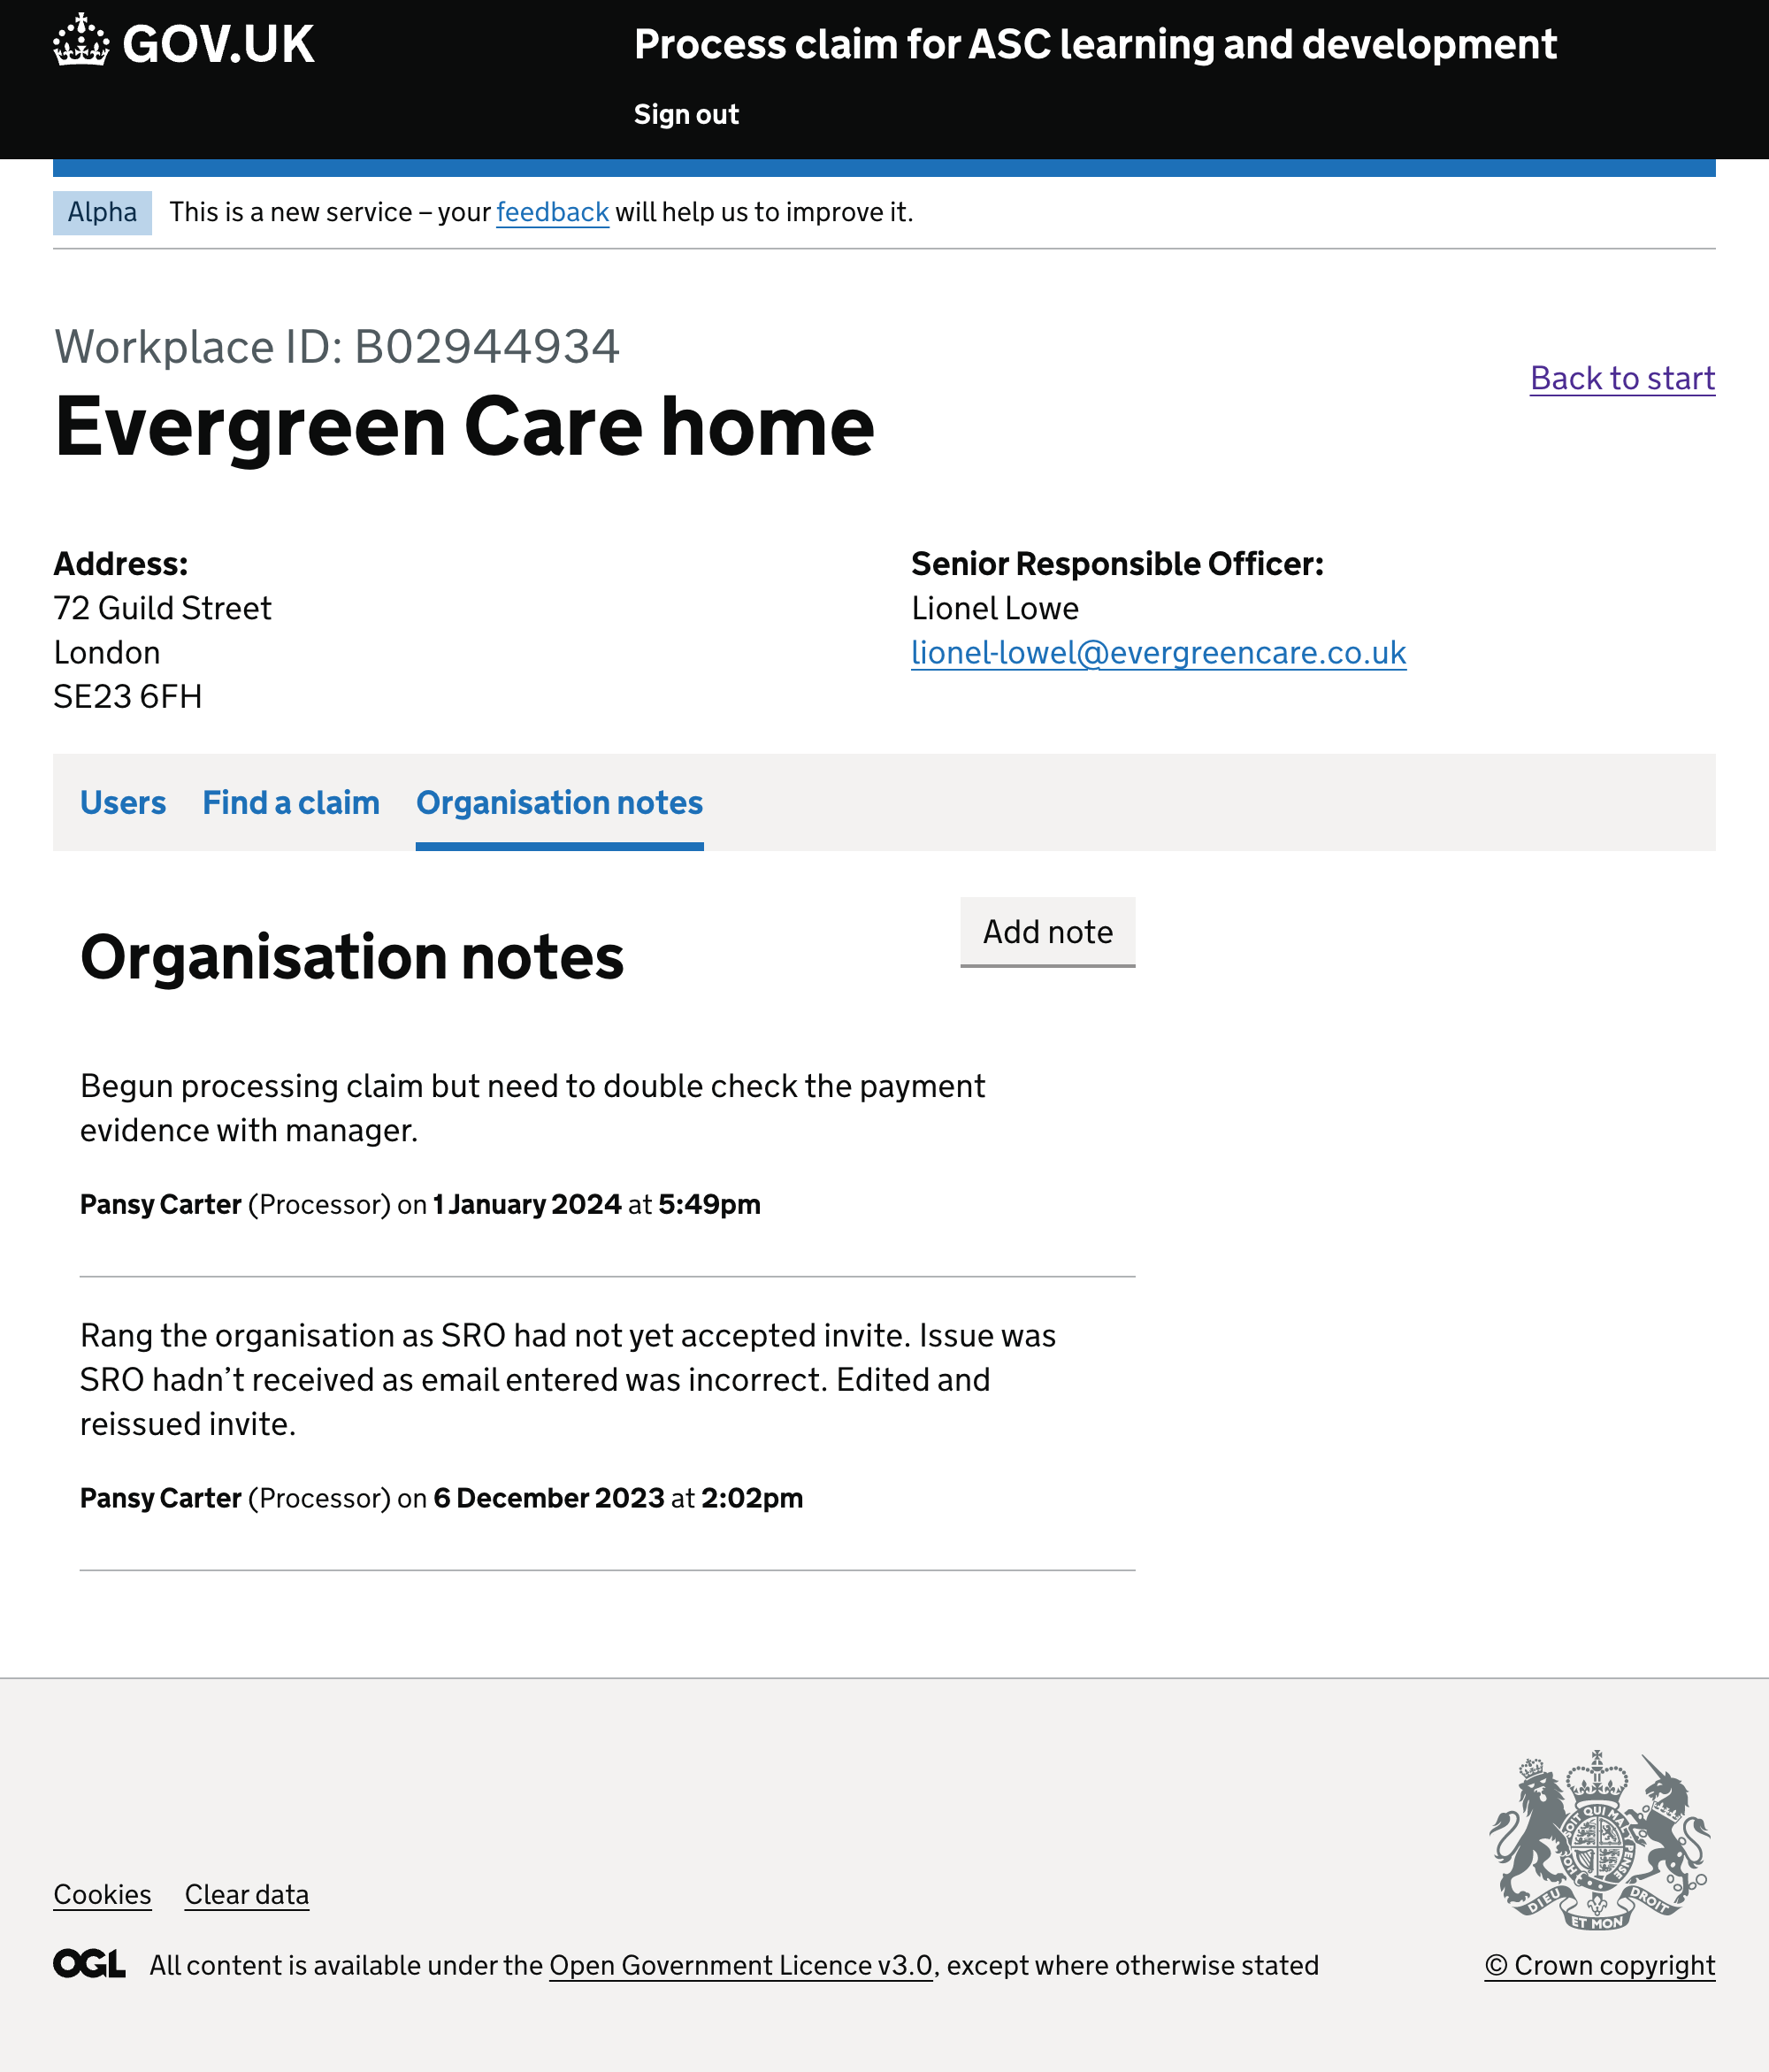 GOV.UK
Process claim for ASC learning and development
Sign out
Alpha This is a new service – your feedback will help us to improve it.
Workplace ID: B02944934
Back to start
Evergreen Care home
Address:
72 Guild Street
London
SE23 6FH
Senior Responsible Officer:
Lionel Lowe
lionel-lowel@evergreencare.co.uk
Users Find a claim Organisation notes
Organisation notes
Add note
Begun processing claim but need to double check the payment
evidence with manager.
Pansy Carter (Processor) on 1 January 2024 at 5:49pm
Rang the organisation as SRO had not yet accepted invite. Issue was
SRO hadn’t received as email entered was incorrect. Edited and
reissued invite.
Pansy Carter (Processor) on 6 December 2023 at 2:02pm
Cookies Clear data
OGL All content is available under the Open Government Licence v3.0, except where otherwise stated
DIEU ET MON DROIT
© Crown copyright